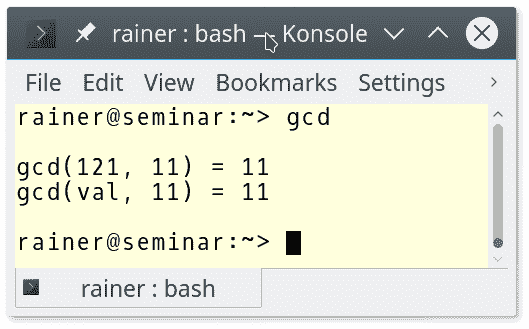 rainer : bash – Konsole
File Edit View Bookmarks Settings
rainer@seminar:~> gcd
gcd(121, 11) = 11
gcd(val, 11) = 11
rainer@seminar:~>
rainer : bash